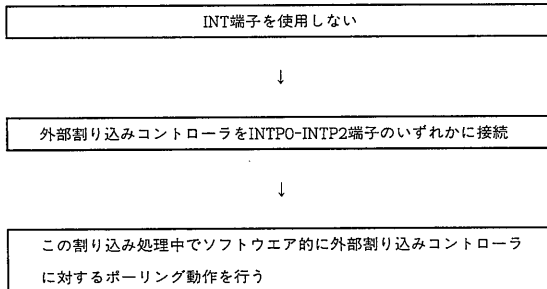 INT端子を使用しない
↓
外部割り込みコントローラをINTP0-INTP2端子のいずれかに接続
↓
この割り込み処理中でソフトウエア的に外部割り込みコントローラ
に対するポーリング動作を行う